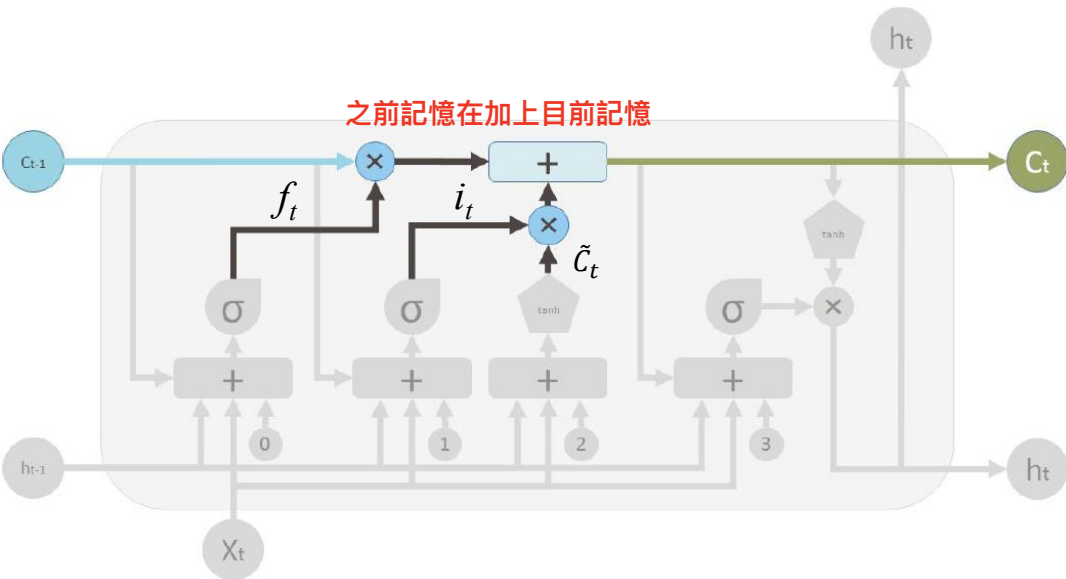 ht
之前記憶在加上目前記憶
Ct-1
×
+
Ct
ft
it
×
tanh
C̃t
σ
σ
tanh
σ
×
+
+
+
+
0
1
2
3
ht-1
ht
Xt